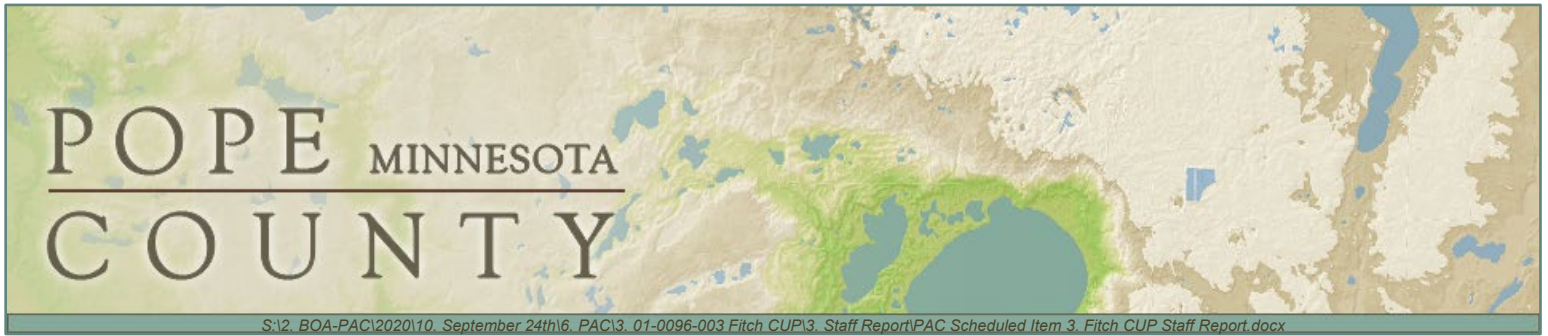 POPE MINNESOTA
COUNTY
S:\2. BOA-PAC\2020\10. September 24th\6. PAC\3. 01-0096-003 Fitch CUP\3. Staff Report\PAC Scheduled Item 3. Fitch CUP Staff Report.docx